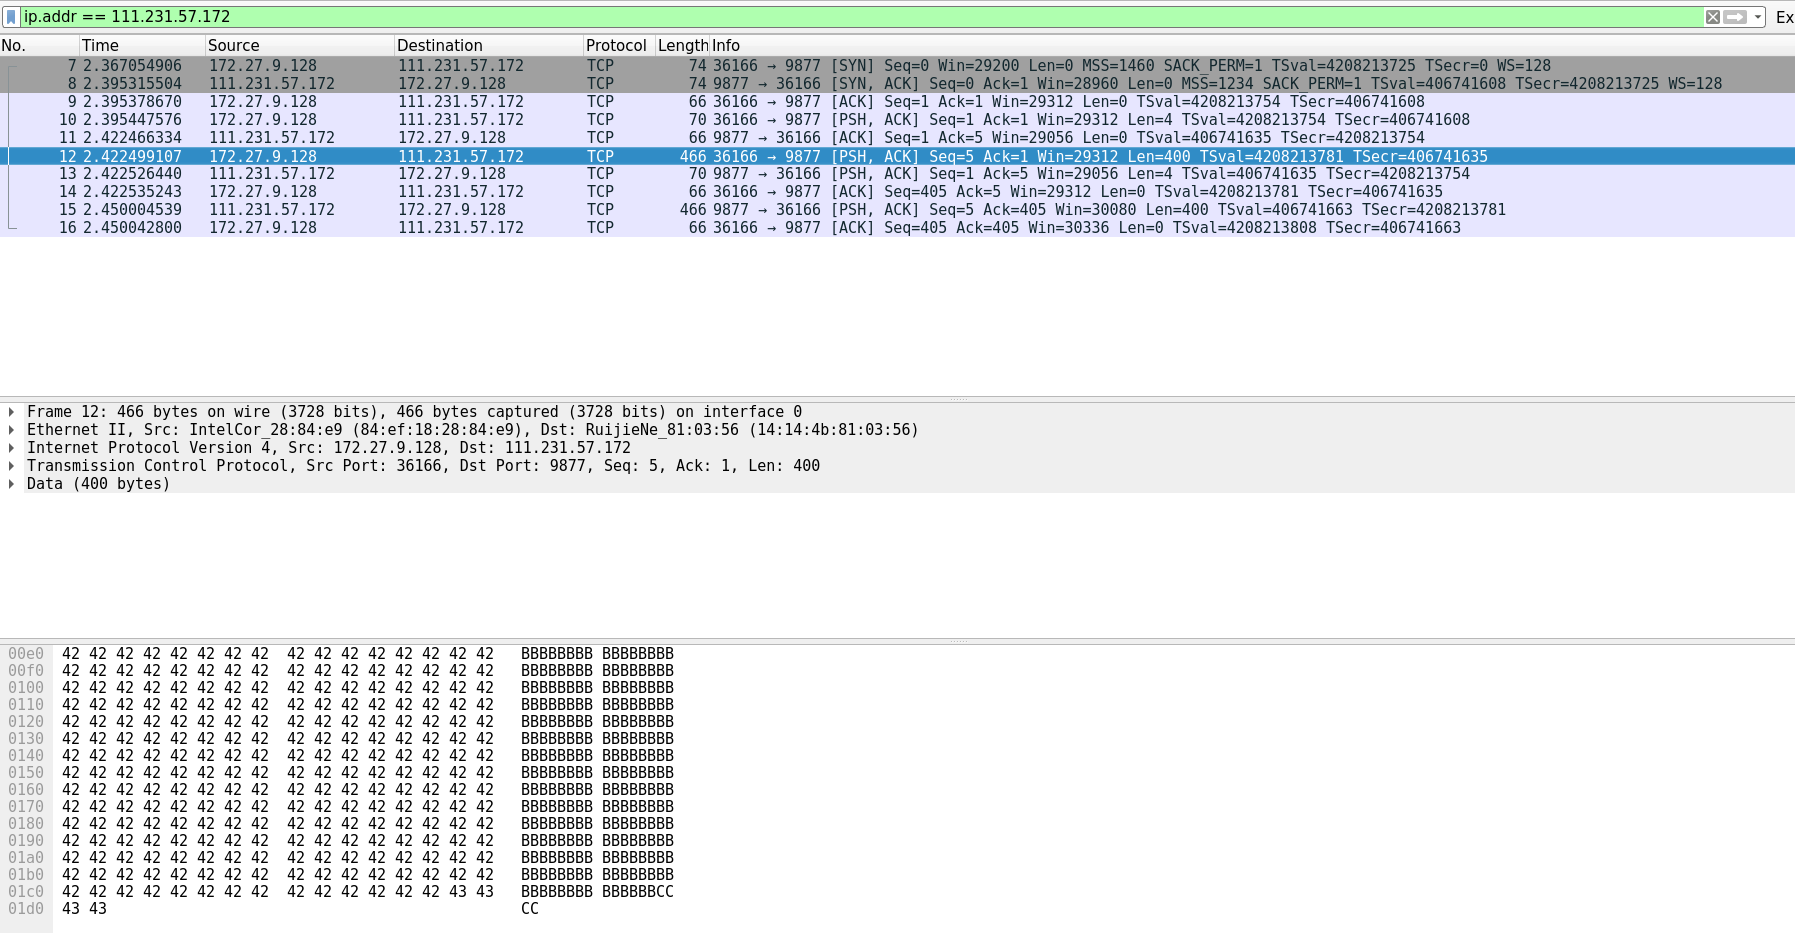 ip.addr == 111.231.57.172 Ex
No. Time Source Destination Protocol Length Info
7 2.367054906 172.27.9.128 111.231.57.172 TCP 74 36166 → 9877 [SYN] Seq=0 Win=29200 Len=0 MSS=1460 SACK_PERM=1 TSval=4208213725 TSecr=0 WS=128
8 2.395315504 111.231.57.172 172.27.9.128 TCP 74 9877 → 36166 [SYN, ACK] Seq=0 Ack=1 Win=28960 Len=0 MSS=1234 SACK_PERM=1 TSval=406741608 TSecr=4208213725 WS=128
9 2.395378670 172.27.9.128 111.231.57.172 TCP 66 36166 → 9877 [ACK] Seq=1 Ack=1 Win=29312 Len=0 TSval=4208213754 TSecr=406741608
10 2.395447576 172.27.9.128 111.231.57.172 TCP 70 36166 → 9877 [PSH, ACK] Seq=1 Ack=1 Win=29312 Len=4 TSval=4208213754 TSecr=406741608
11 2.422466334 111.231.57.172 172.27.9.128 TCP 66 9877 → 36166 [ACK] Seq=1 Ack=5 Win=29056 Len=0 TSval=406741635 TSecr=4208213754
12 2.422499107 172.27.9.128 111.231.57.172 TCP 466 36166 → 9877 [PSH, ACK] Seq=5 Ack=1 Win=29312 Len=400 TSval=4208213781 TSecr=406741635
13 2.422526440 111.231.57.172 172.27.9.128 TCP 70 9877 → 36166 [PSH, ACK] Seq=1 Ack=5 Win=29056 Len=4 TSval=406741635 TSecr=4208213754
14 2.422535243 172.27.9.128 111.231.57.172 TCP 66 36166 → 9877 [ACK] Seq=405 Ack=5 Win=29312 Len=0 TSval=4208213781 TSecr=406741635
15 2.450004539 111.231.57.172 172.27.9.128 TCP 466 9877 → 36166 [PSH, ACK] Seq=5 Ack=405 Win=30080 Len=400 TSval=406741663 TSecr=4208213781
16 2.450042800 172.27.9.128 111.231.57.172 TCP 66 36166 → 9877 [ACK] Seq=405 Ack=405 Win=30336 Len=0 TSval=4208213808 TSecr=406741663
Frame 12: 466 bytes on wire (3728 bits), 466 bytes captured (3728 bits) on interface 0
Ethernet II, Src: IntelCor_28:84:e9 (84:ef:18:28:84:e9), Dst: RuijieNe_81:03:56 (14:14:4b:81:03:56)
Internet Protocol Version 4, Src: 172.27.9.128, Dst: 111.231.57.172
Transmission Control Protocol, Src Port: 36166, Dst Port: 9877, Seq: 5, Ack: 1, Len: 400
Data (400 bytes)
00e0 42 42 42 42 42 42 42 42 42 42 42 42 42 42 42 42 BBBBBBBB BBBBBBBB
00f0 42 42 42 42 42 42 42 42 42 42 42 42 42 42 42 42 BBBBBBBB BBBBBBBB
0100 42 42 42 42 42 42 42 42 42 42 42 42 42 42 42 42 BBBBBBBB BBBBBBBB
0110 42 42 42 42 42 42 42 42 42 42 42 42 42 42 42 42 BBBBBBBB BBBBBBBB
0120 42 42 42 42 42 42 42 42 42 42 42 42 42 42 42 42 BBBBBBBB BBBBBBBB
0130 42 42 42 42 42 42 42 42 42 42 42 42 42 42 42 42 BBBBBBBB BBBBBBBB
0140 42 42 42 42 42 42 42 42 42 42 42 42 42 42 42 42 BBBBBBBB BBBBBBBB
0150 42 42 42 42 42 42 42 42 42 42 42 42 42 42 42 42 BBBBBBBB BBBBBBBB
0160 42 42 42 42 42 42 42 42 42 42 42 42 42 42 42 42 BBBBBBBB BBBBBBBB
0170 42 42 42 42 42 42 42 42 42 42 42 42 42 42 42 42 BBBBBBBB BBBBBBBB
0180 42 42 42 42 42 42 42 42 42 42 42 42 42 42 42 42 BBBBBBBB BBBBBBBB
0190 42 42 42 42 42 42 42 42 42 42 42 42 42 42 42 42 BBBBBBBB BBBBBBBB
01a0 42 42 42 42 42 42 42 42 42 42 42 42 42 42 42 42 BBBBBBBB BBBBBBBB
01b0 42 42 42 42 42 42 42 42 42 42 42 42 42 42 42 42 BBBBBBBB BBBBBBBB
01c0 42 42 42 42 42 42 42 42 42 42 42 42 42 42 43 43 BBBBBBBB BBBBBBCC
01d0 43 43 CC